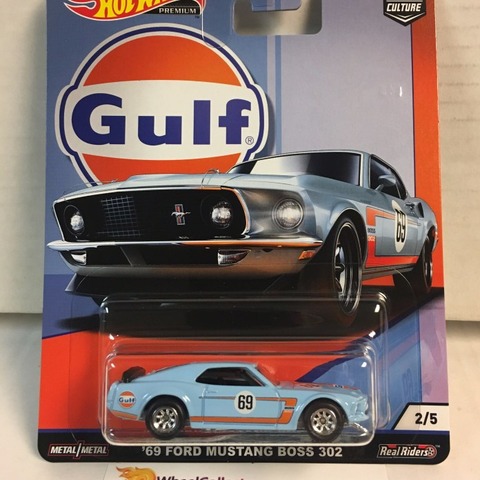 HOT WHEELS
PREMIUM
CULTURE
Gulf®
69
BOSS
Gulf
69
2/5
METAL/METAL
'69 FORD MUSTANG BOSS 302
Real Riders